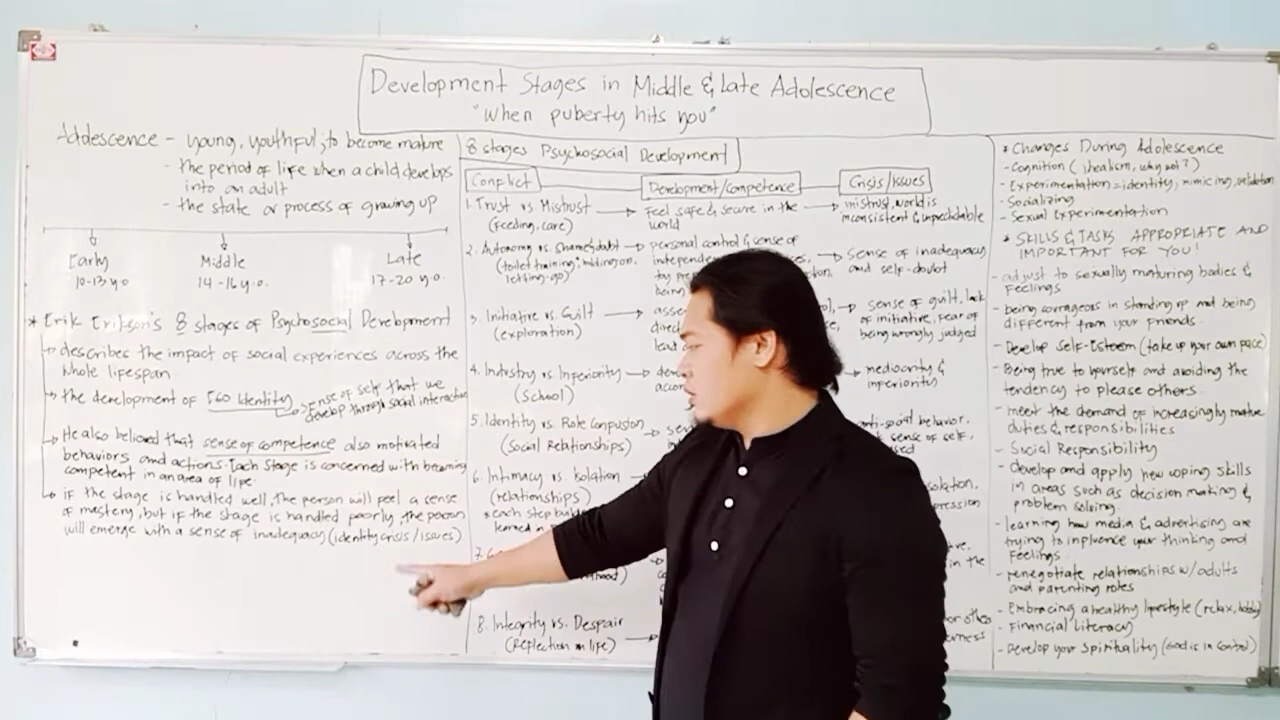 Development Stages in Middle & Late Adolescence
"when puberty hits you"
Adolescence - young, youthful, to become mature
- the period of life when a child develops
into an adult
- the state or process of growing up
Early
10-13 y.o
Middle
14-16 y.o.
Late
17-20 y.o.
* Erik Erikson's 8 stages of Psychosocial Development
describes the impact of social experiences across the
whole lifespan
the development of EGO Identity
sense of self that we
develop through social interaction
He also believed that sense of competence also motivated
behaviors and actions. Each stage is concerned with becoming
competent in an area of life.
if the stage is handled well, the person will feel a sense
of mastery, but if the stage is handled poorly, the person
will emerge with a sense of inadequacy (identity crisis/issues)
8 stages Psychosocial Development
Conflict
Development/competence
Crisis/Issues
1. Trust vs Mistrust
(Feeding, care)
feel safe & secure in the
world
mistrust, world is
inconsistent & unpredictable
2. Autonomy vs. Shame & doubt
(toilet training, holding on,
letting-go)
personal control & sense of
being
sense of inadequacy
and self-doubt
3. Initiative vs. Guilt
(exploration)
sense of guilt, lack
of initiative, fear of
being wrongly judged
4. Industry vs Inferiority
(School)
mediocrity &
inferiority
5. Identity vs. Role Confusion
(Social Relationships)
behavior,
sense of self,
6. Intimacy vs. Isolation
(relationships)
* each step
learned
7.
in the
8. Integrity vs. Despair
(Reflection on life)
* Changes During Adolescence
- Cognition (idealism, why not?)
- Experimentation = identity, mimicing, validation
- Socializing
- Sexual Experimentation
* SKILLS & TASKS APPROPRIATE AND
IMPORTANT FOR YOU!
- adjust to sexually maturing bodies &
feelings
- being corrageous in standing up and being
different from your friends.
- Develop self-Esteem (take up your own pace)
- Being true to yourself and avoiding the
tendency to please others.
- meet the demand of increasingly mature
duties & responsibilities
- Social Responsibility
- develop and apply new coping skills
in areas such as decision making &
problem solving.
- learning how media & advertising are
trying to influence your thinking and
feelings.
- renegotiate relationships w/adults
and parenting roles
- Embracing a healthy lifestyle (relax, hobby)
- Financial literacy
- Develop your spirituality (God is in control)